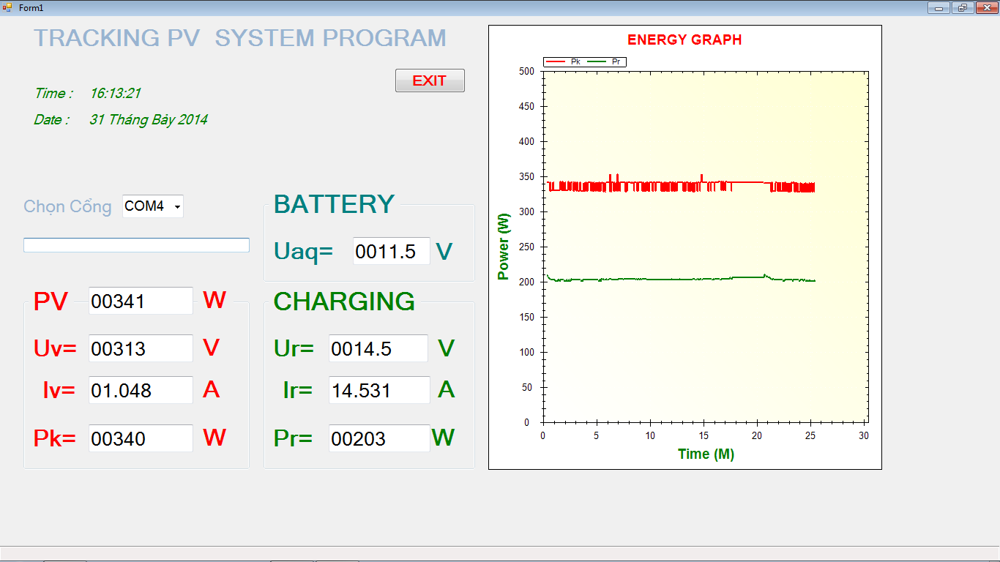 Form1
TRACKING PV SYSTEM PROGRAM
EXIT
Time : 16:13:21
Date : 31 Tháng Bảy 2014
Chọn Cổng COM4
BATTERY
Uaq= 0011.5 V
PV 00341 W
Uv= 00313 V
Iv= 01.048 A
Pk= 00340 W
CHARGING
Ur= 0014.5 V
Ir= 14.531 A
Pr= 00203 W
ENERGY GRAPH
Pk Pr
500
450
400
350
300
250
200
150
100
50
0
Power (W)
0 5 10 15 20 25 30
Time (M)